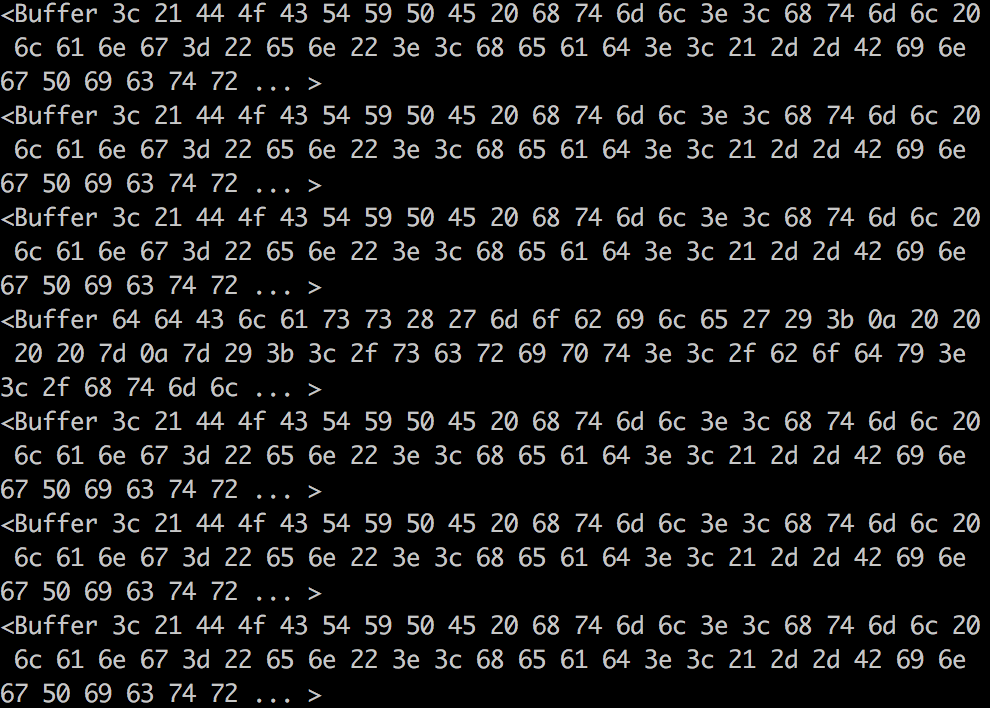 <Buffer 3c 21 44 4f 43 54 59 50 45 20 68 74 6d 6c 3e 3c 68 74 6d 6c 20
6c 61 6e 67 3d 22 65 6e 22 3e 3c 68 65 61 64 3e 3c 21 2d 2d 42 69 6e
67 50 69 63 74 72 ... >
<Buffer 3c 21 44 4f 43 54 59 50 45 20 68 74 6d 6c 3e 3c 68 74 6d 6c 20
6c 61 6e 67 3d 22 65 6e 22 3e 3c 68 65 61 64 3e 3c 21 2d 2d 42 69 6e
67 50 69 63 74 72 ... >
<Buffer 3c 21 44 4f 43 54 59 50 45 20 68 74 6d 6c 3e 3c 68 74 6d 6c 20
6c 61 6e 67 3d 22 65 6e 22 3e 3c 68 65 61 64 3e 3c 21 2d 2d 42 69 6e
67 50 69 63 74 72 ... >
<Buffer 64 64 43 6c 61 73 73 28 27 6d 6f 62 69 6c 65 27 29 3b 0a 20 20
20 20 7d 0a 7d 29 3b 3c 2f 73 63 72 69 70 74 3e 3c 2f 62 6f 64 79 3e
3c 2f 68 74 6d 6c ... >
<Buffer 3c 21 44 4f 43 54 59 50 45 20 68 74 6d 6c 3e 3c 68 74 6d 6c 20
6c 61 6e 67 3d 22 65 6e 22 3e 3c 68 65 61 64 3e 3c 21 2d 2d 42 69 6e
67 50 69 63 74 72 ... >
<Buffer 3c 21 44 4f 43 54 59 50 45 20 68 74 6d 6c 3e 3c 68 74 6d 6c 20
6c 61 6e 67 3d 22 65 6e 22 3e 3c 68 65 61 64 3e 3c 21 2d 2d 42 69 6e
67 50 69 63 74 72 ... >
<Buffer 3c 21 44 4f 43 54 59 50 45 20 68 74 6d 6c 3e 3c 68 74 6d 6c 20
6c 61 6e 67 3d 22 65 6e 22 3e 3c 68 65 61 64 3e 3c 21 2d 2d 42 69 6e
67 50 69 63 74 72 ... >